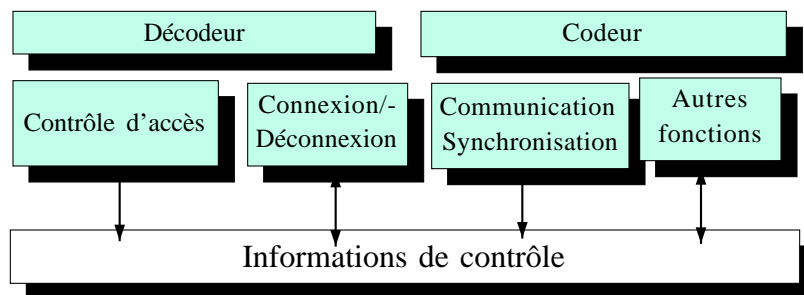 Décodeur
Codeur
Contrôle d'accès
Connexion/-
Déconnexion
Communication
Synchronisation
Autres
fonctions
Informations de contrôle